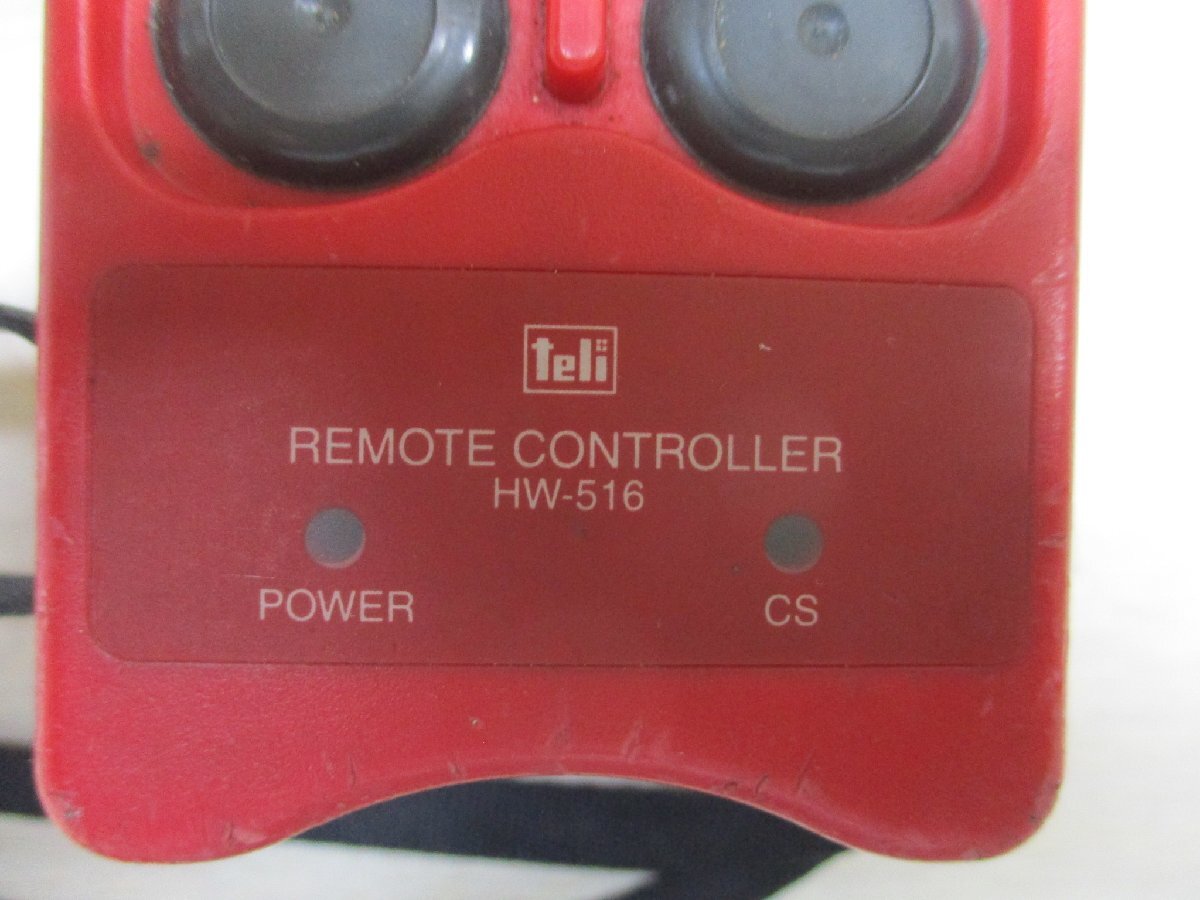 teli
REMOTE CONTROLLER
HW-516
POWER
CS